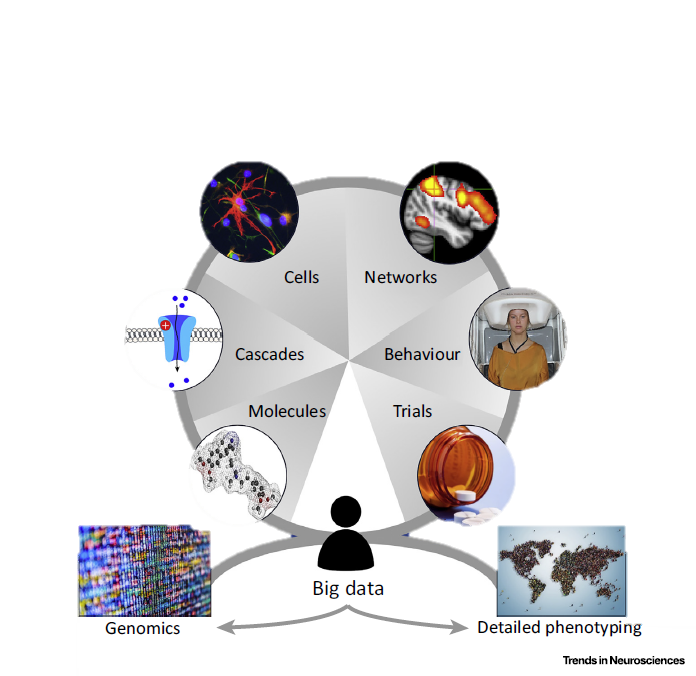 Cells
Networks
Cascades
Behaviour
Molecules
Trials
Big data
Genomics
Detailed phenotyping
Trends in Neurosciences